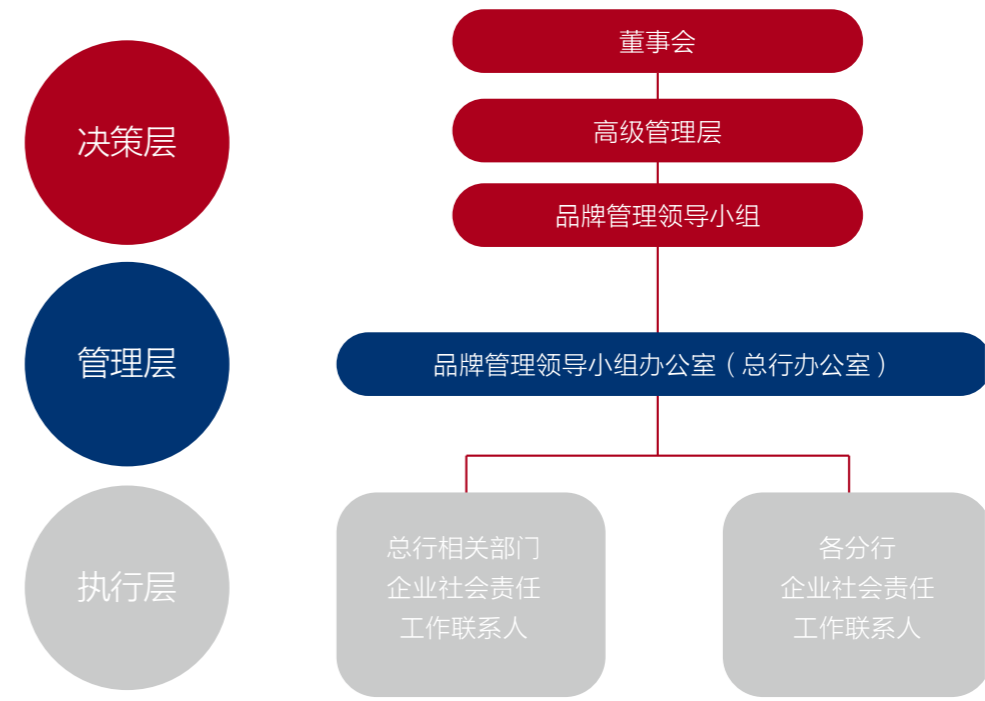 决策层
董事会
高级管理层
品牌管理领导小组
管理层
品牌管理领导小组办公室（总行办公室）
执行层
总行相关部门
企业社会责任
工作联系人
各分行
企业社会责任
工作联系人